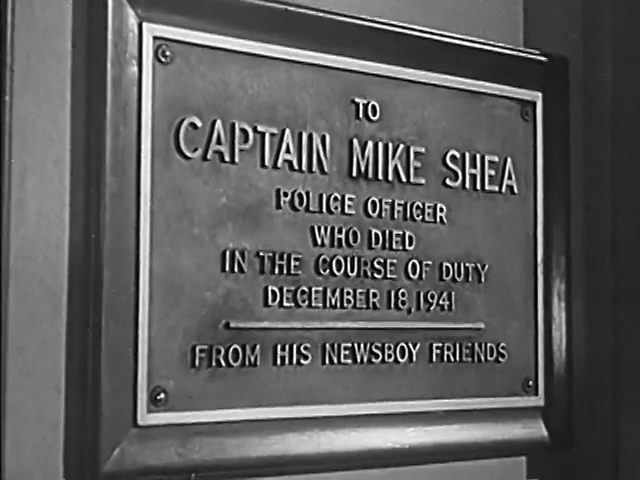 TO
CAPTAIN MIKE SHEA
POLICE OFFICER
WHO DIED
IN THE COURSE OF DUTY
DECEMBER 18, 1941
FROM HIS NEWSBOY FRIENDS